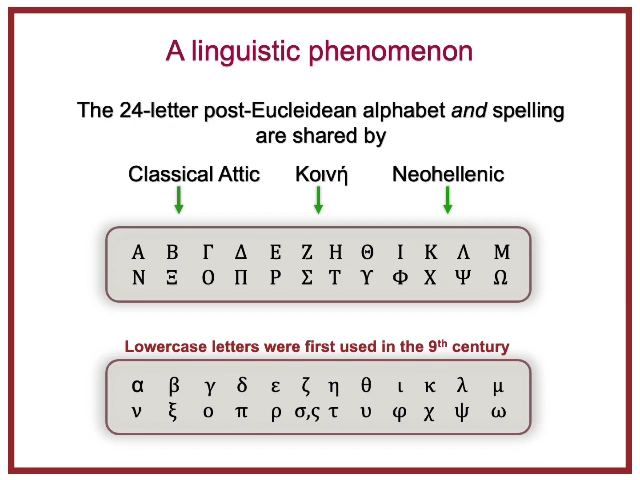 A linguistic phenomenon
The 24-letter post-Eucleidean alphabet and spelling
are shared by
Classical Attic Κοινή Neohellenic
Α Β Γ Δ Ε Ζ Η Θ Ι Κ Λ Μ
Ν Ξ Ο Π Ρ Σ Τ Υ Φ Χ Ψ Ω
Lowercase letters were first used in the 9th century
α β γ δ ε ζ η θ ι κ λ μ
ν ξ ο π ρ σ,ς τ υ φ χ ψ ω